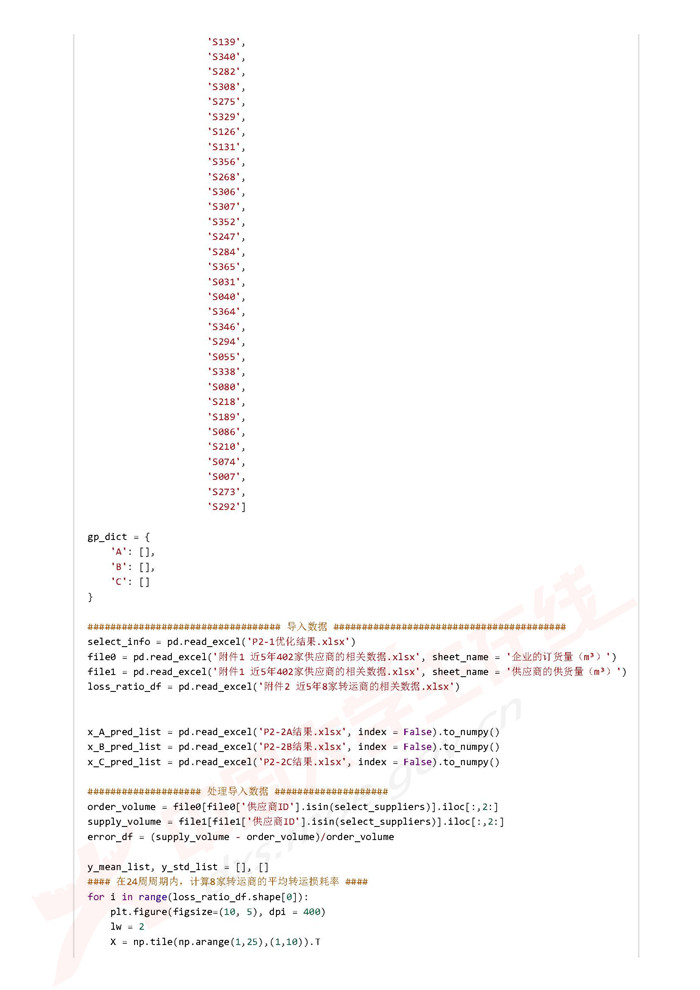 'S139',
'S340',
'S282',
'S308',
'S275',
'S329',
'S126',
'S131',
'S356',
'S268',
'S306',
'S307',
'S352',
'S247',
'S284',
'S365',
'S031',
'S040',
'S364',
'S346',
'S294',
'S055',
'S338',
'S080',
'S218',
'S189',
'S086',
'S210',
'S074',
'S007',
'S273',
'S292']
gp_dict = {
'A': [],
'B': [],
'C': []
}
################################## 导入数据 #########################################
select_info = pd.read_excel('P2-1优化结果.xlsx')
file0 = pd.read_excel('附件1 近5年402家供应商的相关数据.xlsx', sheet_name = '企业的订货量（m³）')
file1 = pd.read_excel('附件1 近5年402家供应商的相关数据.xlsx', sheet_name = '供应商的供货量（m³）')
loss_ratio_df = pd.read_excel('附件2 近5年8家转运商的相关数据.xlsx')
x_A_pred_list = pd.read_excel('P2-2A结果.xlsx', index = False).to_numpy()
x_B_pred_list = pd.read_excel('P2-2B结果.xlsx', index = False).to_numpy()
x_C_pred_list = pd.read_excel('P2-2C结果.xlsx', index = False).to_numpy()
#################### 处理导入数据 ####################
order_volume = file0[file0['供应商ID'].isin(select_suppliers)].iloc[:,2:]
supply_volume = file1[file1['供应商ID'].isin(select_suppliers)].iloc[:,2:]
error_df = (supply_volume - order_volume)/order_volume
y_mean_list, y_std_list = [], []
#### 在24周周期内，计算8家转运商的平均转运损耗率 ####
for i in range(loss_ratio_df.shape[0]):
plt.figure(figsize=(10, 5), dpi = 400)
lw = 2
X = np.tile(np.arange(1,25),(1,10)).T